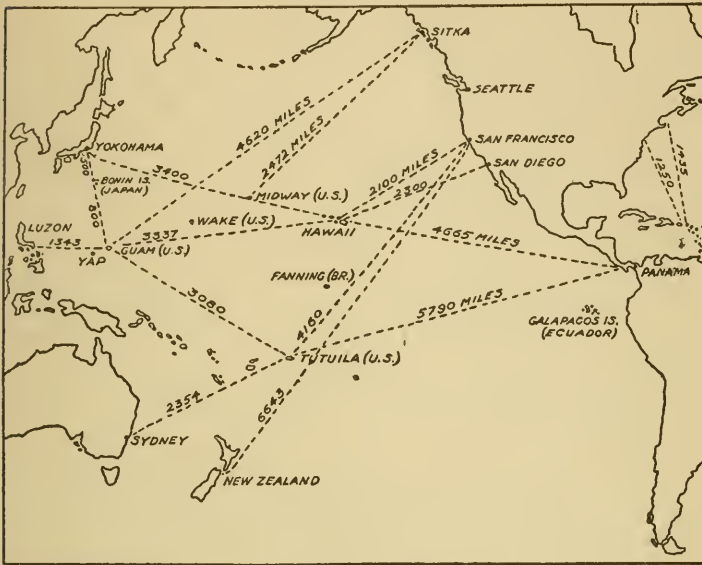 SITKA
SEATTLE
4620 MILES
2472 MILES
YOKOHAMA
SAN FRANCISCO
3400
BONIN IS.
(JAPAN)
2100 MILES
SAN DIEGO
2300
1250
1435
MIDWAY (U.S.)
WAKE (U.S.)
HAWAII
LUZON
1343
GUAM (U.S.)
3337
YAP
4665 MILES
PANAMA
FANNING (BR.)
3080
4160
5790 MILES
GALAPAGOS IS.
(ECUADOR)
TUTUILA (U.S.)
2354
6643
SYDNEY
NEW ZEALAND